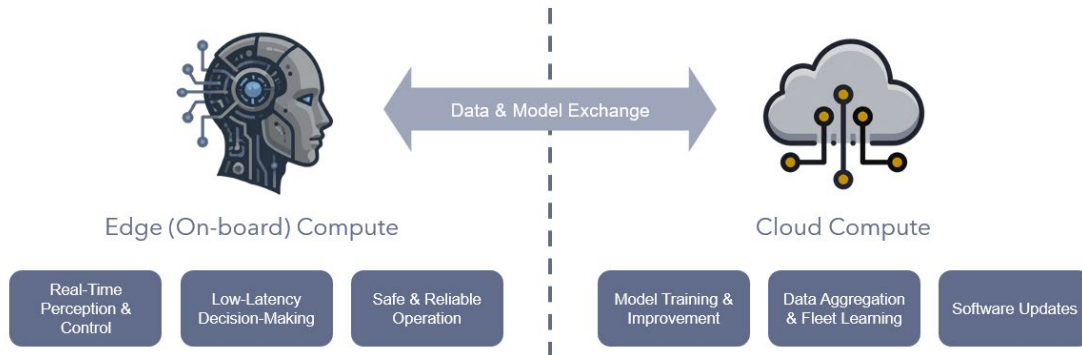 Data & Model Exchange
Edge (On-board) Compute
Cloud Compute
Real-Time
Perception &
Control
Low-Latency
Decision-Making
Safe & Reliable
Operation
Model Training &
Improvement
Data Aggregation
& Fleet Learning
Software Updates